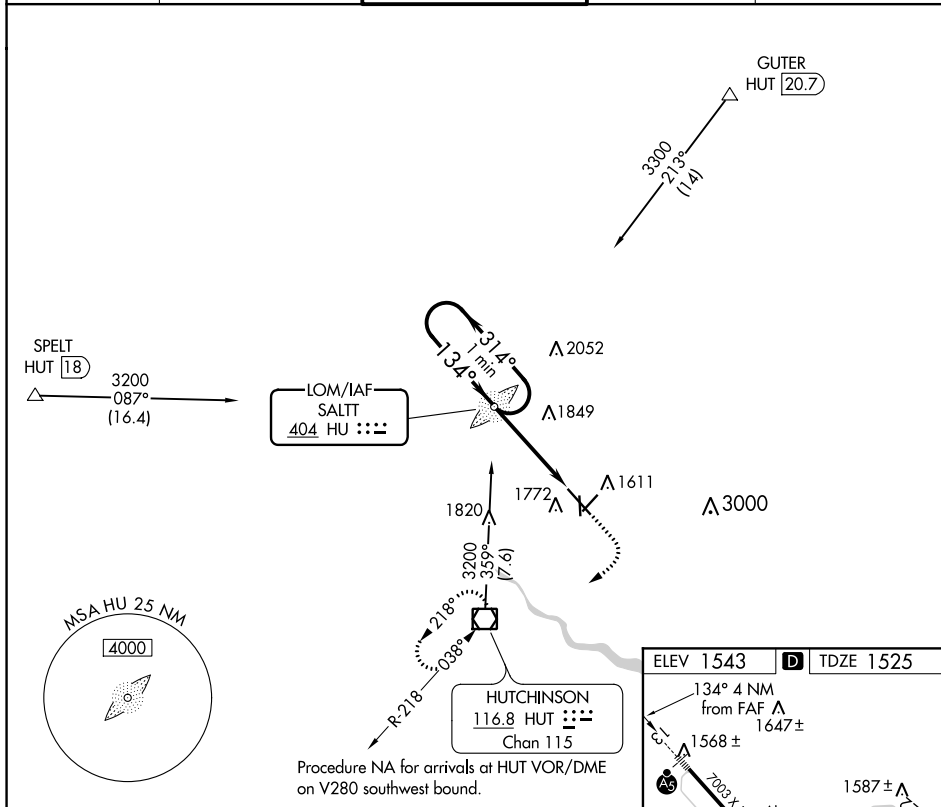 GUTER
HUT 20.7
3300
213°
(14)
SPELT
HUT 18
3200
087°
(16.4)
134°
314°
1 min
2052
LOM/IAF
SALTT
404 HU
1849
1772
1611
3000
1820
3200
359°
(7.6)
218°
038°
R-218
MSA HU 25 NM
4000
HUTCHINSON
116.8 HUT
Chan 115
Procedure NA for arrivals at HUT VOR/DME
on V280 southwest bound.
ELEV 1543 D TDZE 1525
134° 4 NM
from FAF
1647±
1568±
13
A5
7003 X
1587±